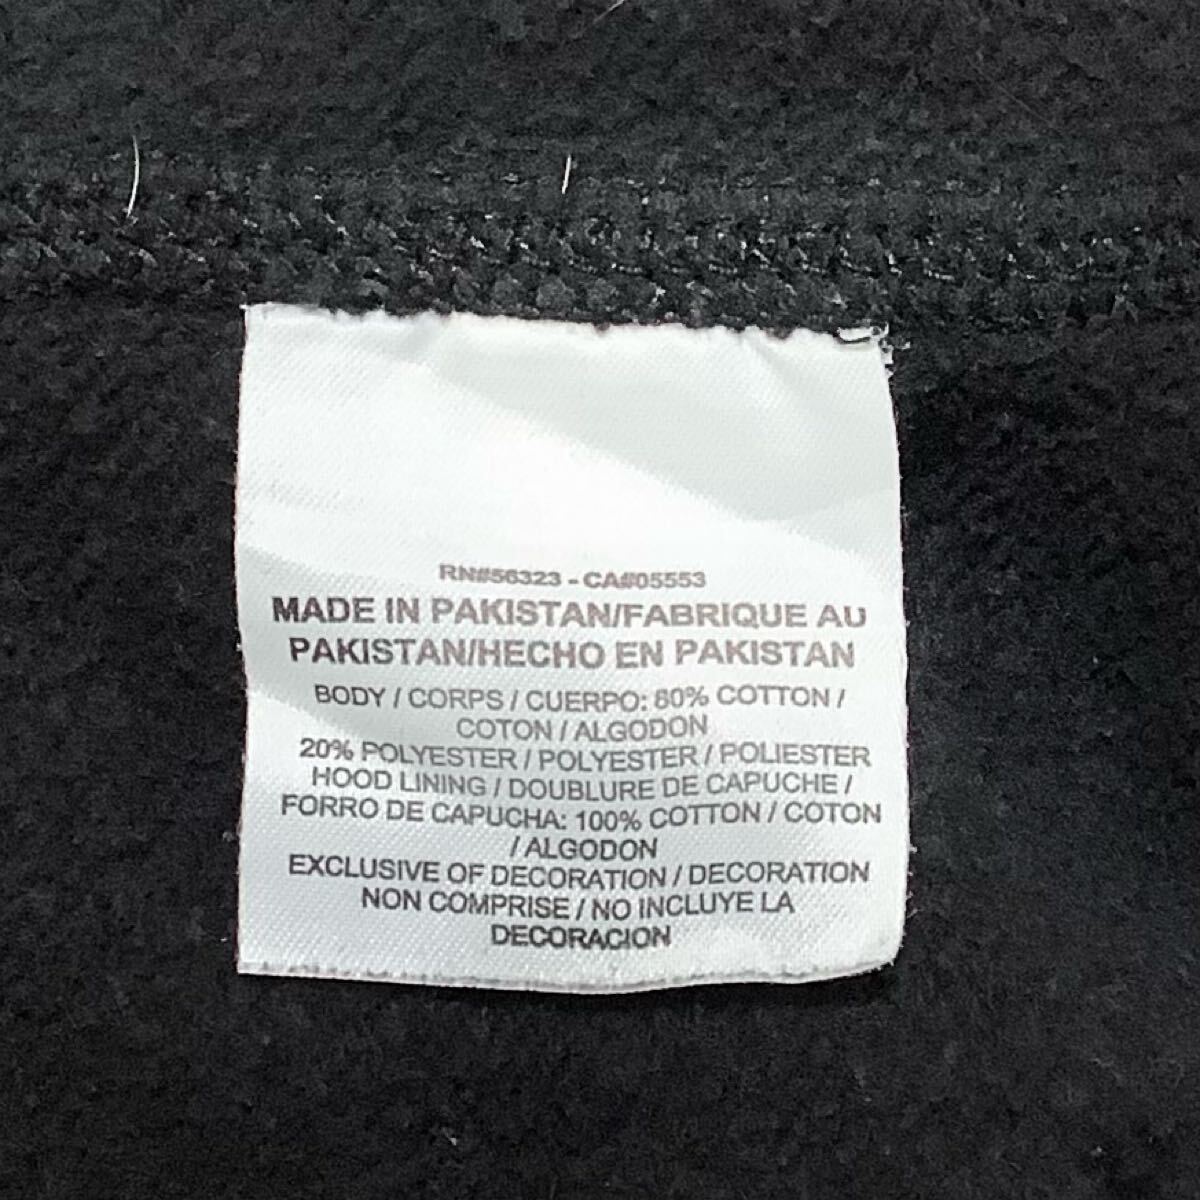 RN#56323 - CA#05553
MADE IN PAKISTAN/FABRIQUE AU
PAKISTAN/HECHO EN PAKISTAN
BODY / CORPS / CUERPO: 80% COTTON /
COTON / ALGODON
20% POLYESTER / POLYESTER / POLIESTER
HOOD LINING / DOUBLURE DE CAPUCHE /
FORRO DE CAPUCHA: 100% COTTON / COTON
/ ALGODON
EXCLUSIVE OF DECORATION / DECORATION
NON COMPRISE / NO INCLUYE LA
DECORACION